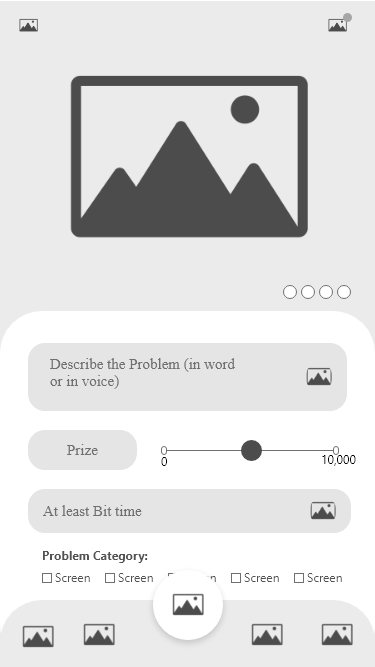 Describe the Problem (in word
or in voice)
Prize
0
10,000
At least Bit time
Problem Category:
Screen Screen Screen Screen